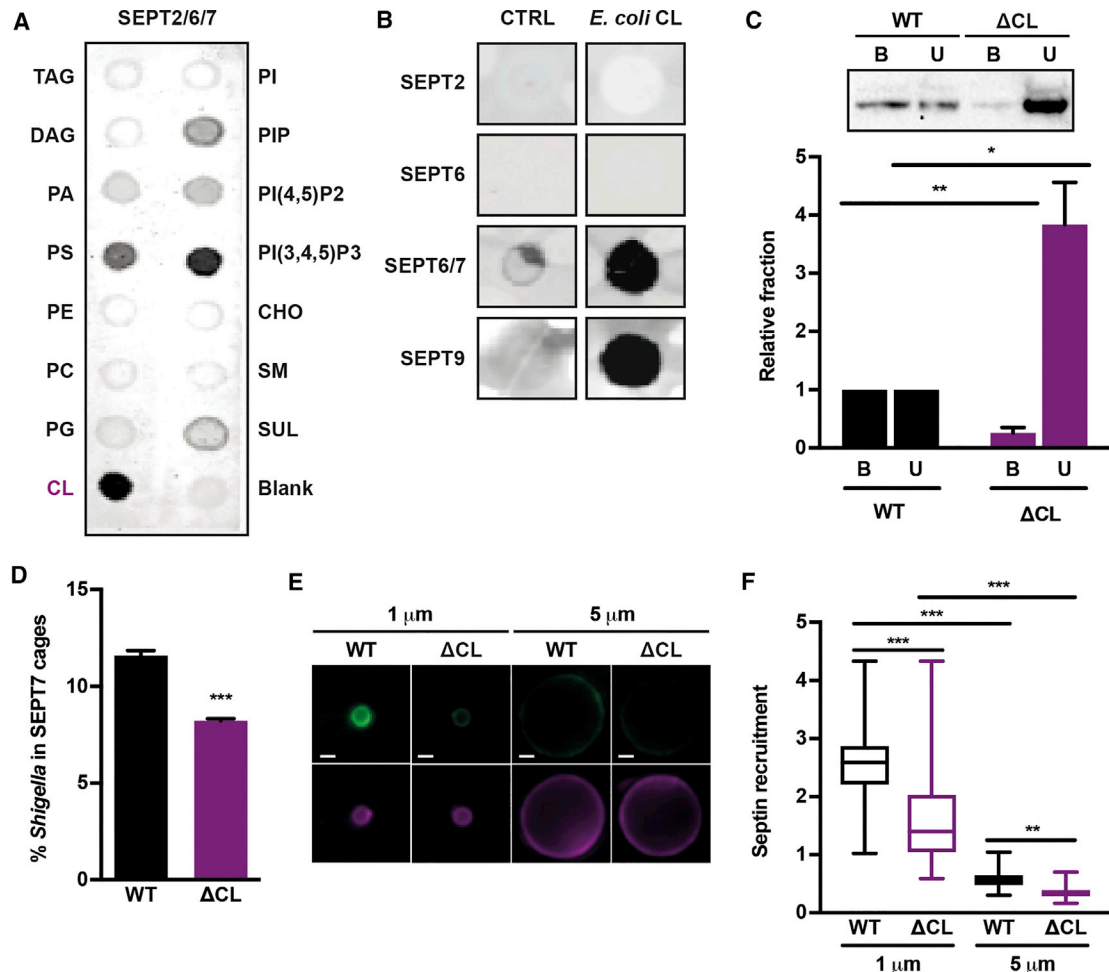 A
SEPT2/6/7
TAG PI
DAG PIP
PA PI(4,5)P2
PS PI(3,4,5)P3
PE CHO
PC SM
PG SUL
CL Blank
B
CTRL E. coli CL
SEPT2
SEPT6
SEPT6/7
SEPT9
C
WT ΔCL
B U B U
Relative fraction
5
4
3
2
1
0
** *
B U B U
WT ΔCL
D
% Shigella in SEPT7 cages
15
10
5
0
***
WT ΔCL
E
1 μm 5 μm
WT ΔCL WT ΔCL
F
Septin recruitment
5
4
3
2
1
0
***
***
***
**
WT ΔCL WT ΔCL
1 μm 5 μm